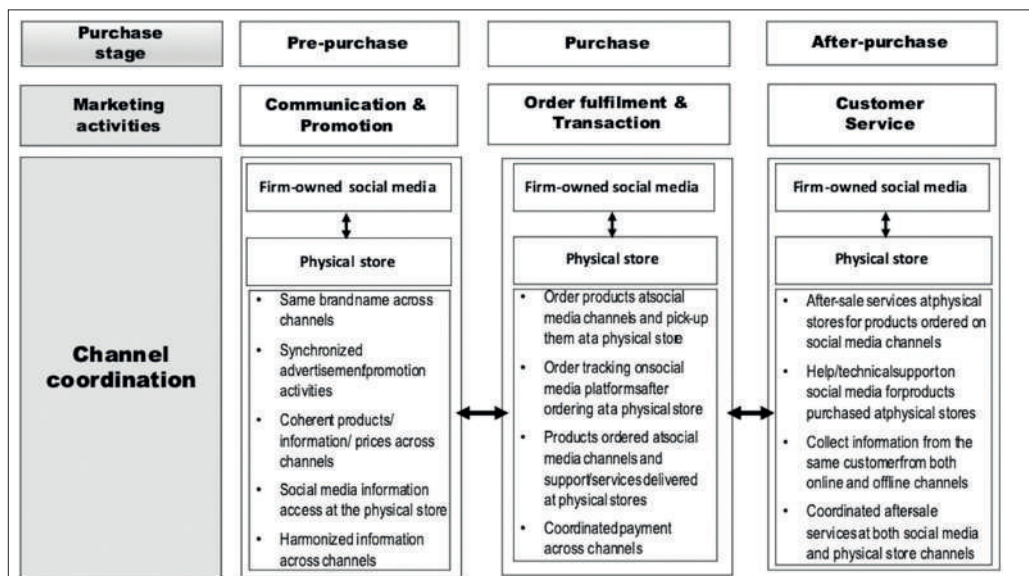 Purchase
stage
Pre-purchase
Purchase
After-purchase
Marketing
activities
Communication &
Promotion
Order fulfilment &
Transaction
Customer
Service
Channel
coordination
Firm-owned social media
Physical store
• Same brandname across
channels
• Synchronized
advertisement/promotion
activities
• Coherent products/
information/ prices across
channels
• Social media information
access at the physical store
• Harmonized information
across channels
Firm-owned social media
Physical store
• Order products atsocial
media channels and pick-up
them ata physical store
• Order tracking onsocial
media platformsafter
ordering ata physical store
• Products ordered atsocial
media channels and
support/services delivered
at physical stores
• Coordinated payment
across channels
Firm-owned social media
Physical store
• After-sale services atphysical
stores for products ordered on
social media channels
• Help/technicalsupporton
social media forproducts
purchased atphysical stores
• Collect information from the
same customerfrom both
online and offline channels
• Coordinated aftersale
services at both social media
and physical store channels